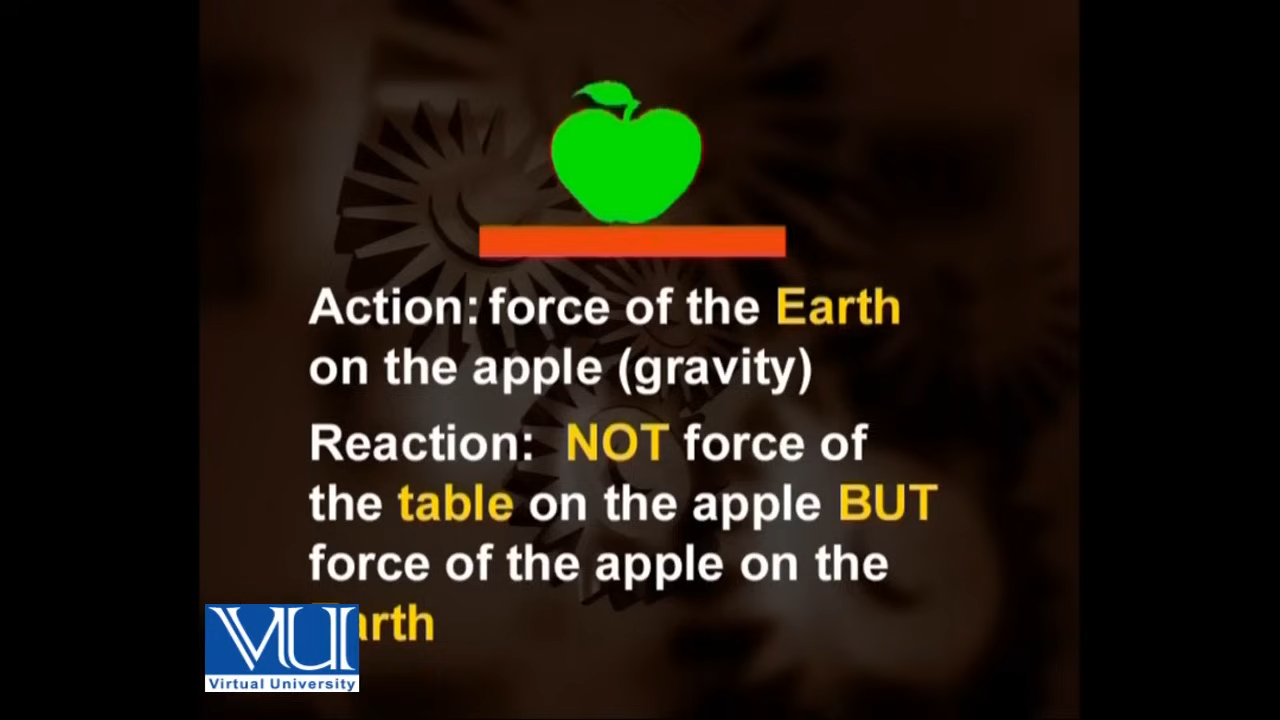 Action: force of the Earth
on the apple (gravity)
Reaction: NOT force of
the table on the apple BUT
force of the apple on the
arth
VU
Virtual University